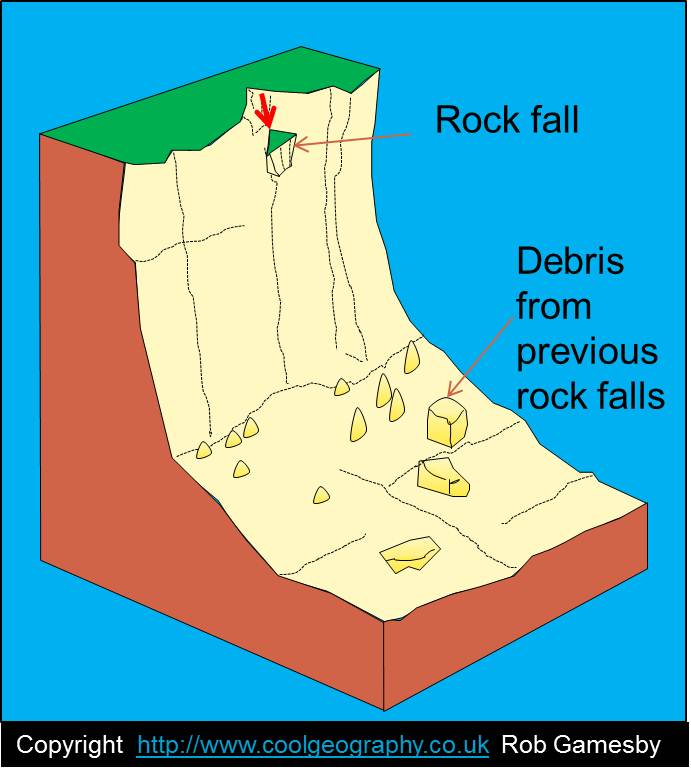 Rock fall
Debris
from
previous
rock falls
Copyright http://www.coolgeography.co.uk Rob Gamesby